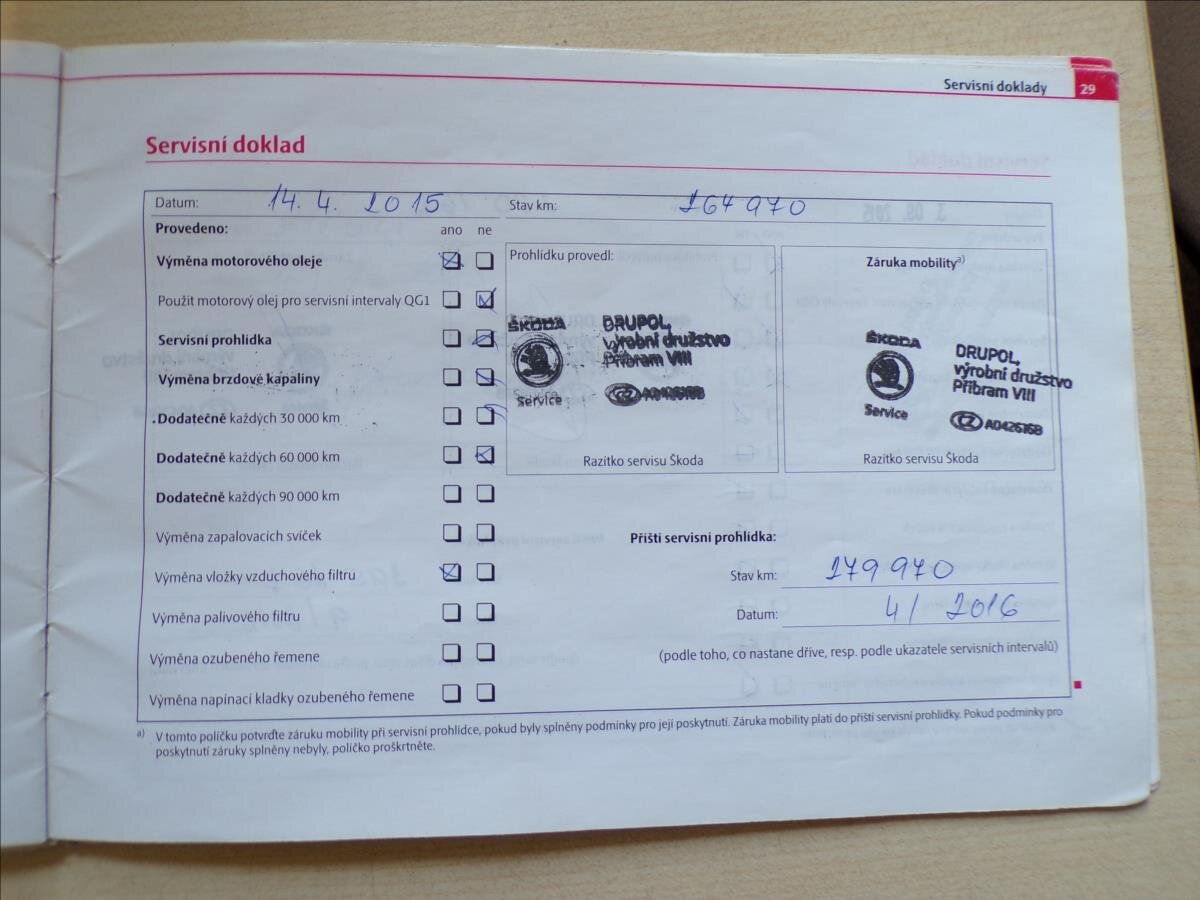 Servisní doklady 29
Servisní doklad
Datum: 14. 4. 2015 Stav km: 164970
Provedeno: ano ne
Výměna motorového oleje
Použit motorový olej pro servisní intervaly QG1
Servisní prohlídka
Výměna brzdové kapaliny
Dodatečně každých 30 000 km
Dodatečně každých 60 000 km
Dodatečně každých 90 000 km
Výměna zapalovacích svíček
Výměna vložky vzduchového filtru
Výměna palivového filtru
Výměna ozubeného řemene
Výměna napínací kladky ozubeného řemene
Prohlídku provedl:
ŠKODA
Service
DRUPOL,
výrobní družstvo
Příbram VIII
CZ A042616B
Razítko servisu Škoda
Záruka mobility a)
ŠKODA
Service
DRUPOL,
výrobní družstvo
Příbram VIII
CZ A042616B
Razítko servisu Škoda
Příští servisní prohlídka:
Stav km: 179970
Datum: 4/ 2016
(podle toho, co nastane dříve, resp. podle ukazatele servisních intervalů)
a) V tomto políčku potvrďte záruku mobility při servisní prohlídce, pokud byly splněny podmínky pro její poskytnutí. Záruka mobility platí do příští servisní prohlídky. Pokud podmínky pro
poskytnutí záruky splněny nebyly, políčko proškrtněte.